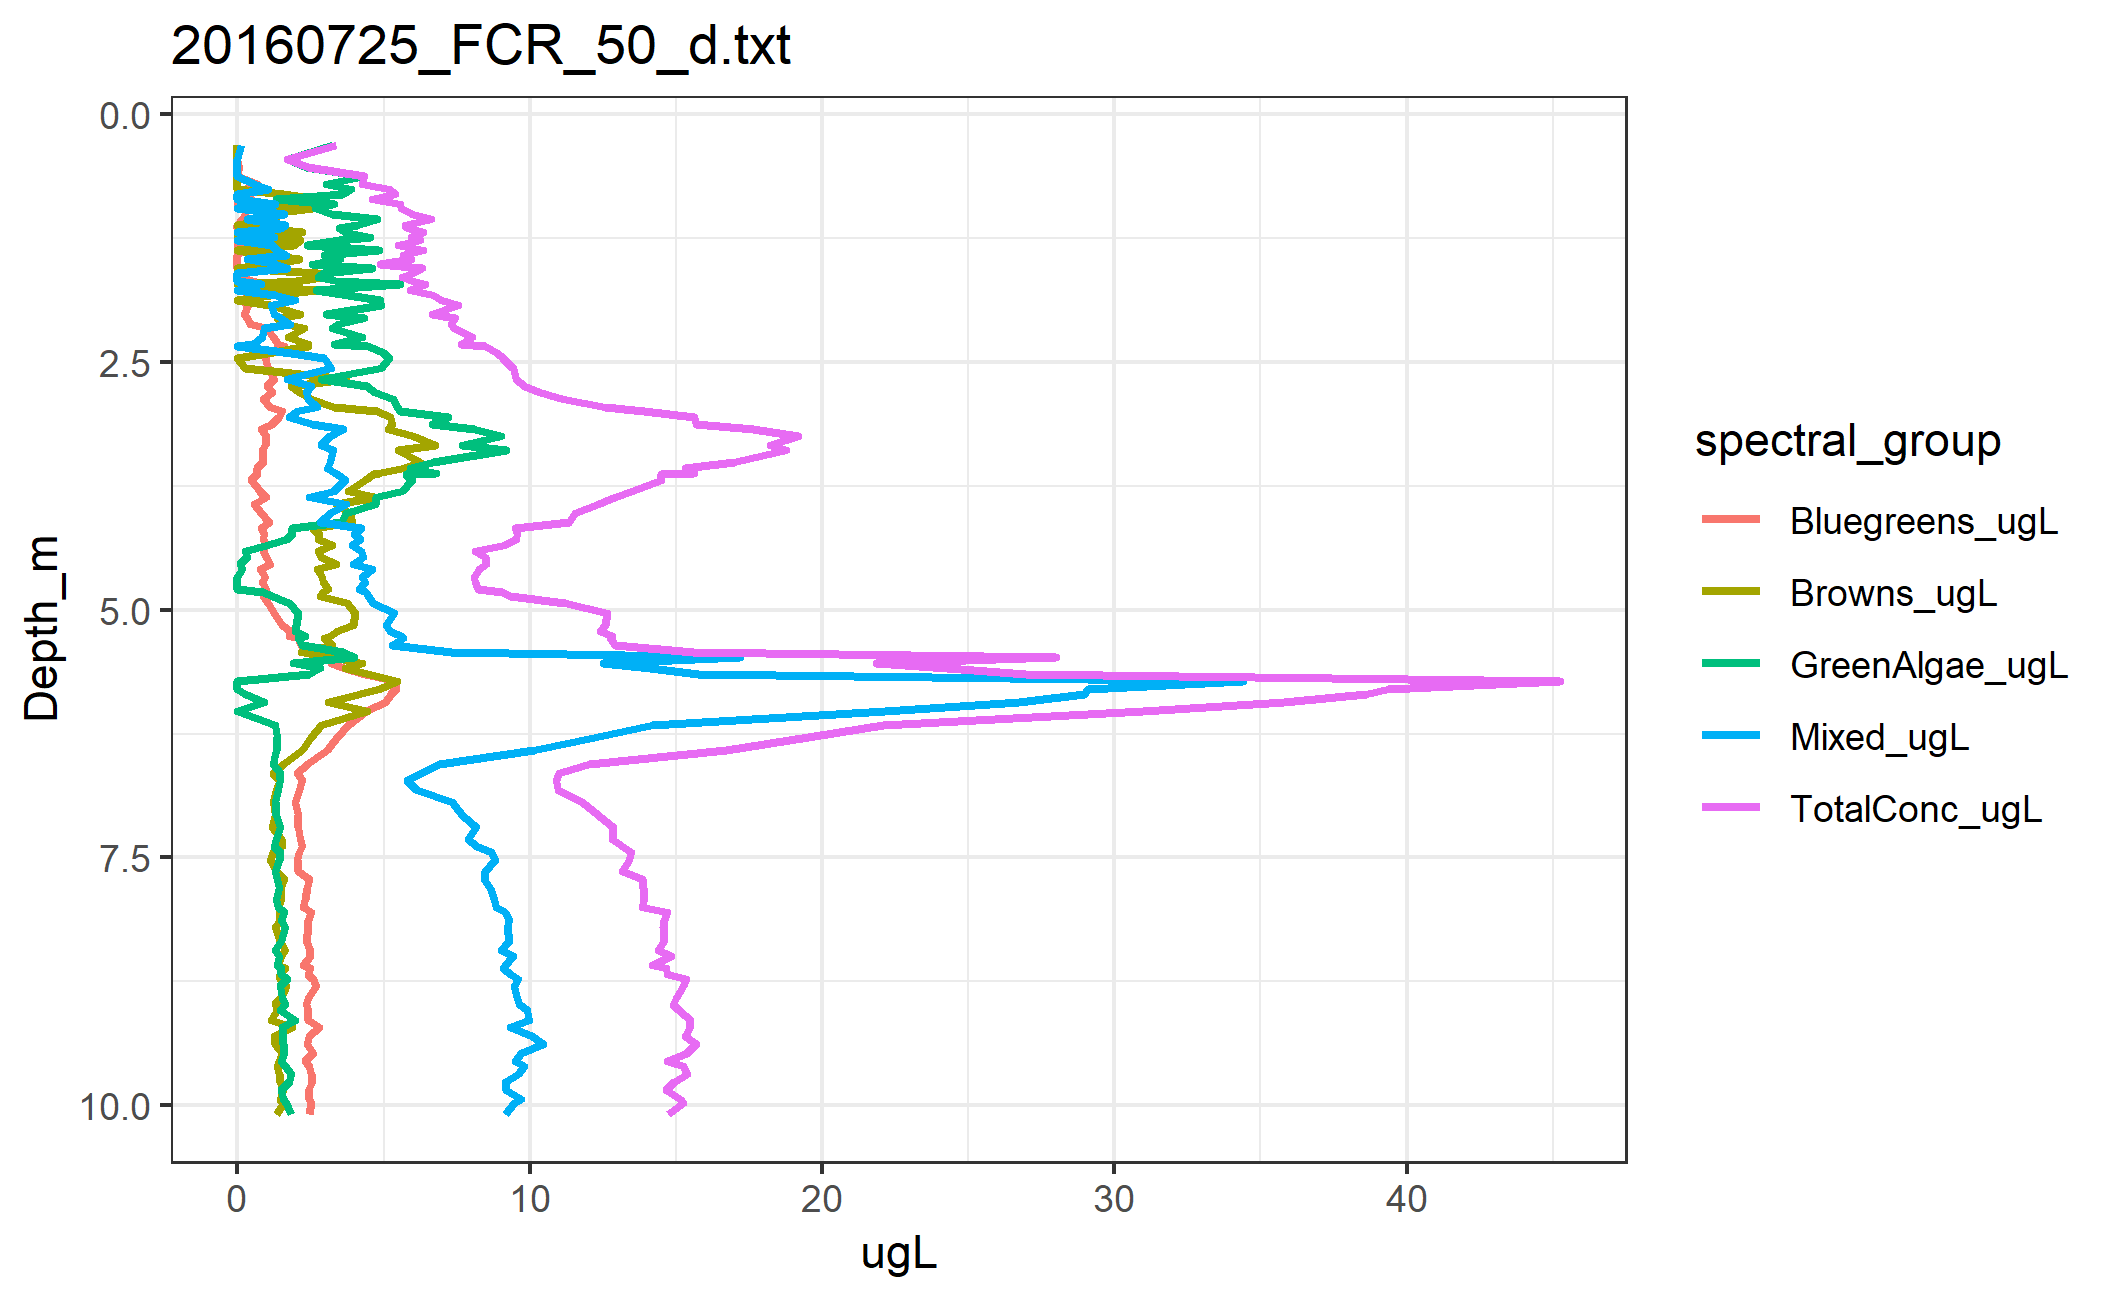 20160725_FCR_50_d.txt
0.0
2.5
5.0
7.5
10.0
Depth_m
0 10 20 30 40
ugL
spectral_group
Bluegreens_ugL
Browns_ugL
GreenAlgae_ugL
Mixed_ugL
TotalConc_ugL